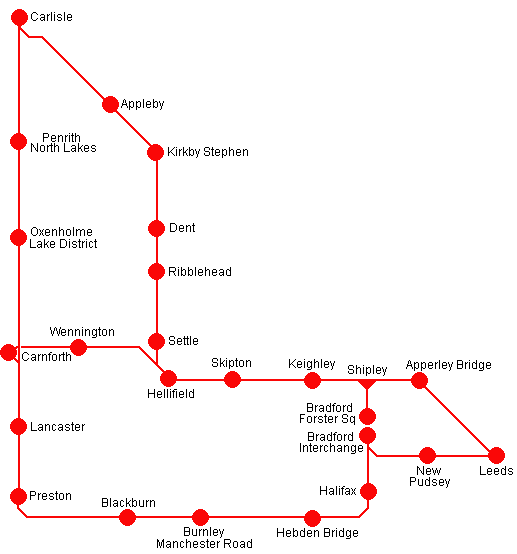 Carlisle
Appleby
Penrith
North Lakes
Kirkby Stephen
Dent
Oxenholme
Lake District
Ribblehead
Wennington
Settle
Carnforth
Skipton
Keighley
Shipley
Apperley Bridge
Hellifield
Bradford
Forster Sq
Lancaster
Bradford
Interchange
New
Pudsey
Leeds
Halifax
Preston
Blackburn
Burnley
Manchester Road
Hebden Bridge